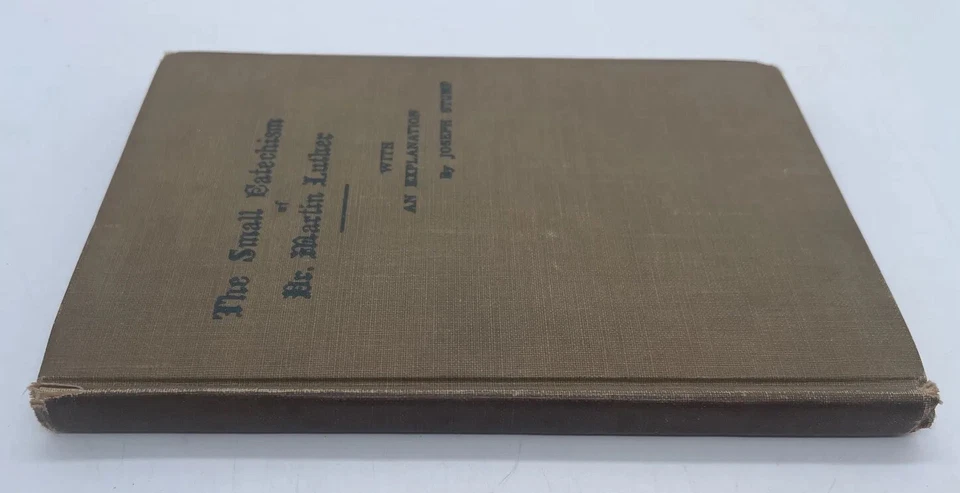 The Small Catechism
of
Dr. Martin Luther
WITH
AN EXPLANATION
By JOSEPH STUMP